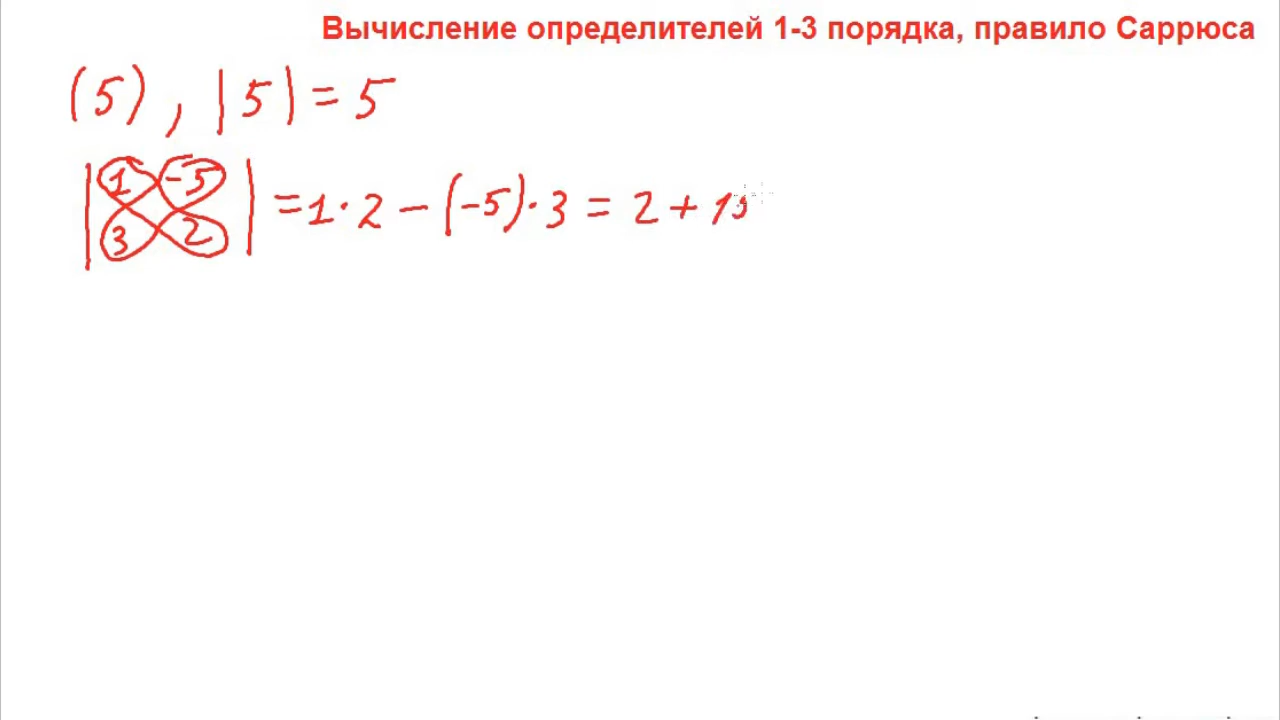 Вычисление определителей 1-3 порядка, правило Саррюса
(5), |5| = 5
|1 -5|
|3 2| = 1·2 - (-5)·3 = 2 + 15